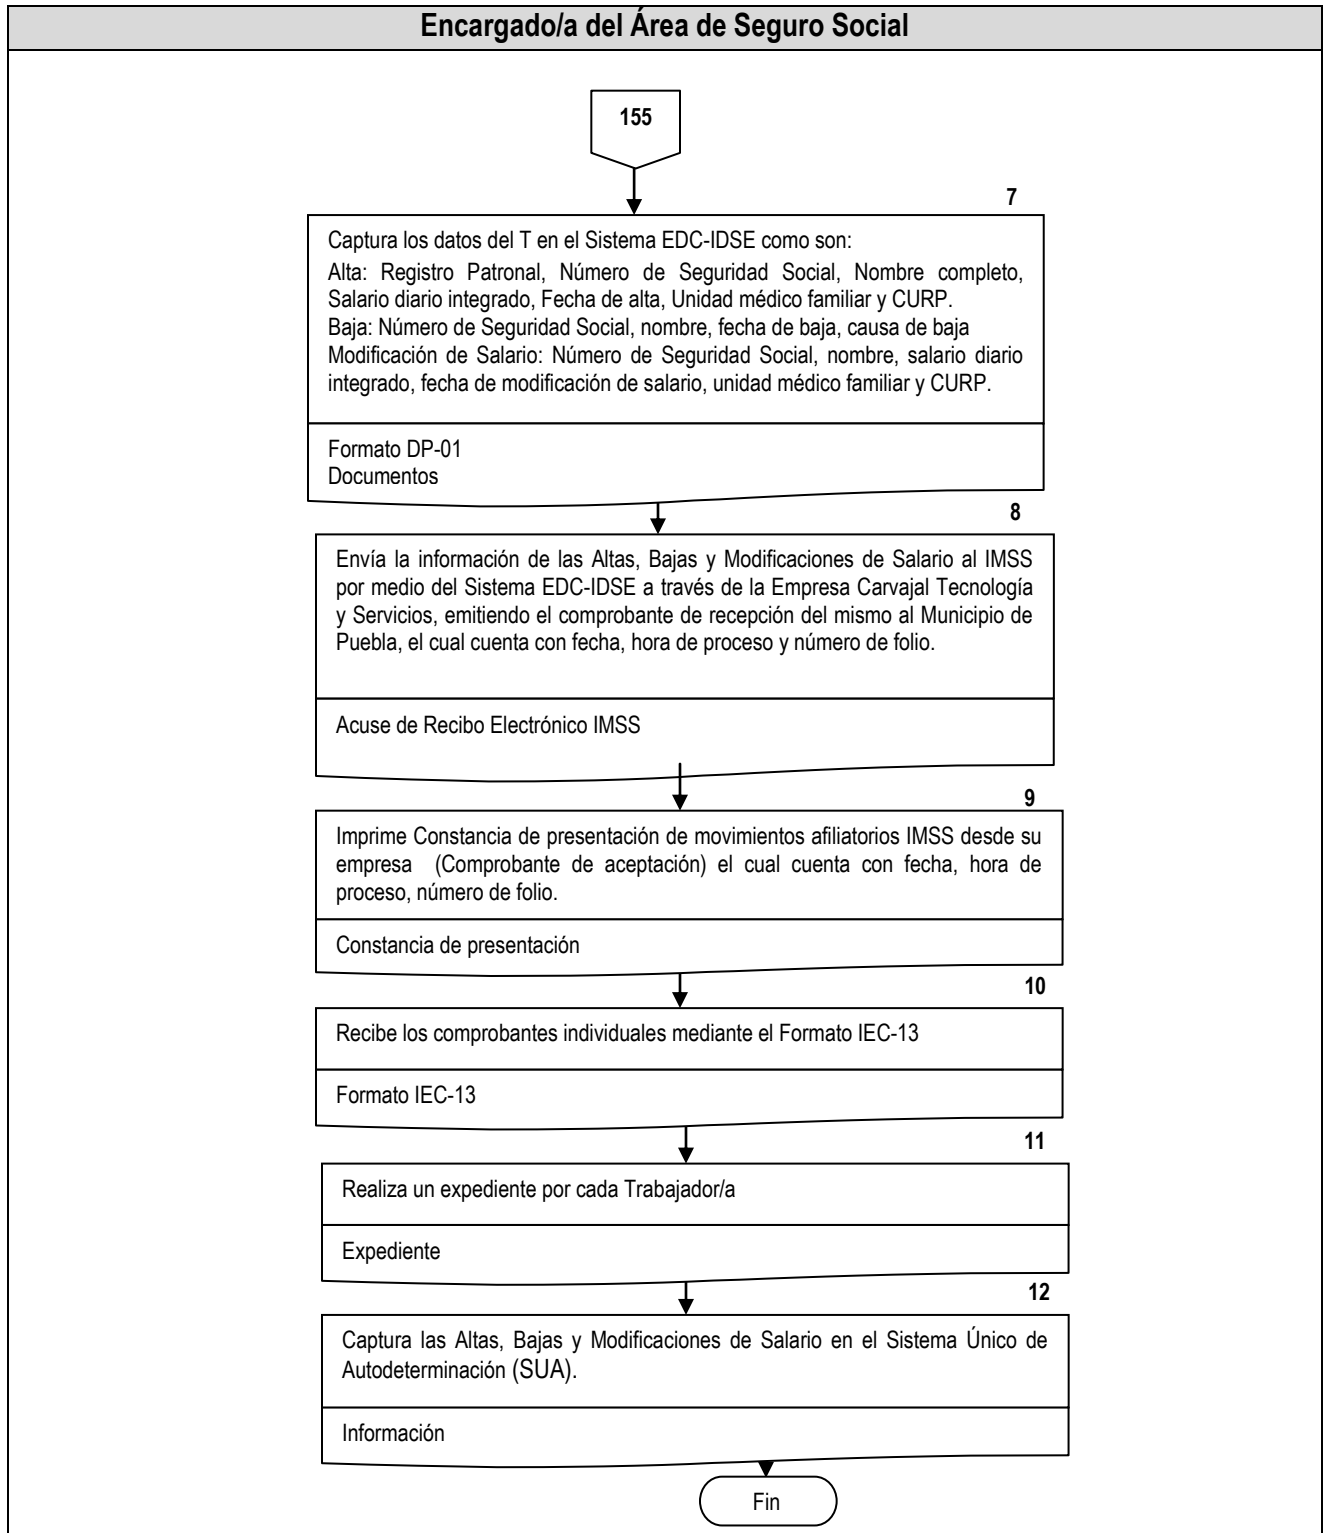 Encargado/a del Área de Seguro Social
155
7
Captura los datos del T en el Sistema EDC-IDSE como son:
Alta: Registro Patronal, Número de Seguridad Social, Nombre completo,
Salario diario integrado, Fecha de alta, Unidad médico familiar y CURP.
Baja: Número de Seguridad Social, nombre, fecha de baja, causa de baja
Modificación de Salario: Número de Seguridad Social, nombre, salario diario
integrado, fecha de modificación de salario, unidad médico familiar y CURP.
Formato DP-01
Documentos
8
Envía la información de las Altas, Bajas y Modificaciones de Salario al IMSS
por medio del Sistema EDC-IDSE a través de la Empresa Carvajal Tecnología
y Servicios, emitiendo el comprobante de recepción del mismo al Municipio de
Puebla, el cual cuenta con fecha, hora de proceso y número de folio.
Acuse de Recibo Electrónico IMSS
9
Imprime Constancia de presentación de movimientos afiliatorios IMSS desde su
empresa (Comprobante de aceptación) el cual cuenta con fecha, hora de
proceso, número de folio.
Constancia de presentación
10
Recibe los comprobantes individuales mediante el Formato IEC-13
Formato IEC-13
11
Realiza un expediente por cada Trabajador/a
Expediente
12
Captura las Altas, Bajas y Modificaciones de Salario en el Sistema Único de
Autodeterminación (SUA).
Información
Fin